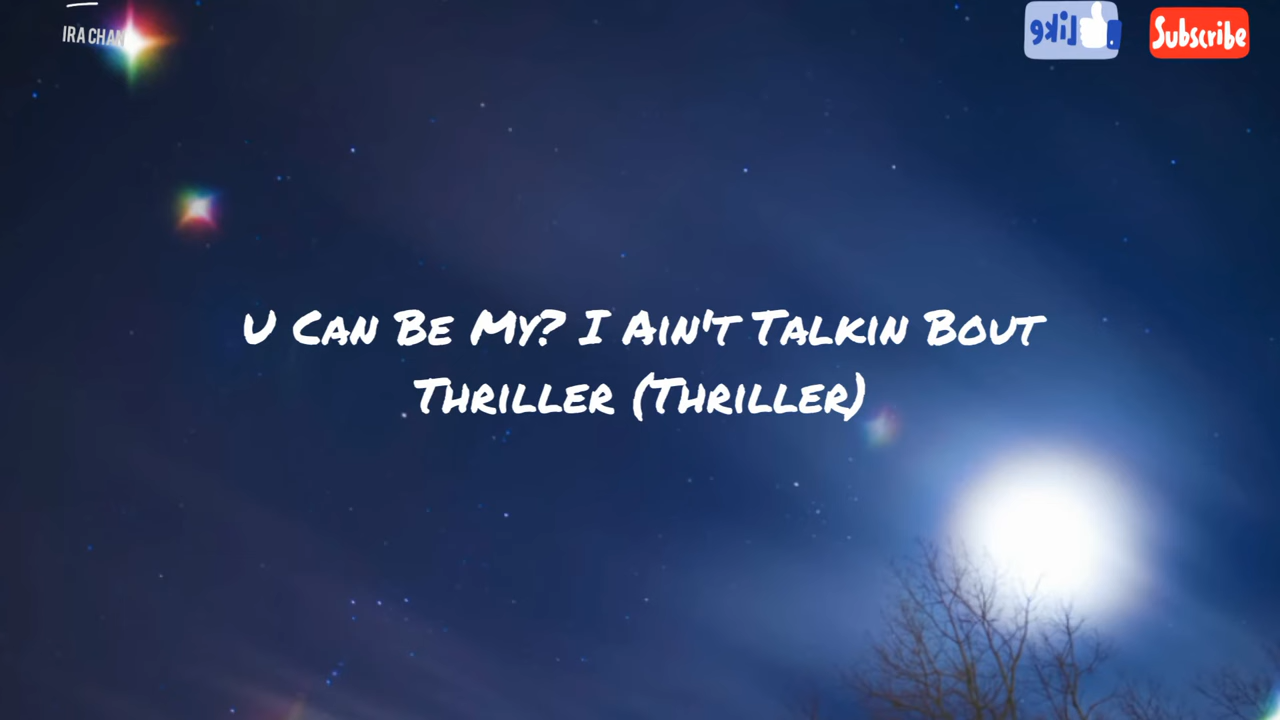 IRA CHAN
Like
Subscribe
U Can Be My? I Ain't Talkin Bout
Thriller (Thriller)